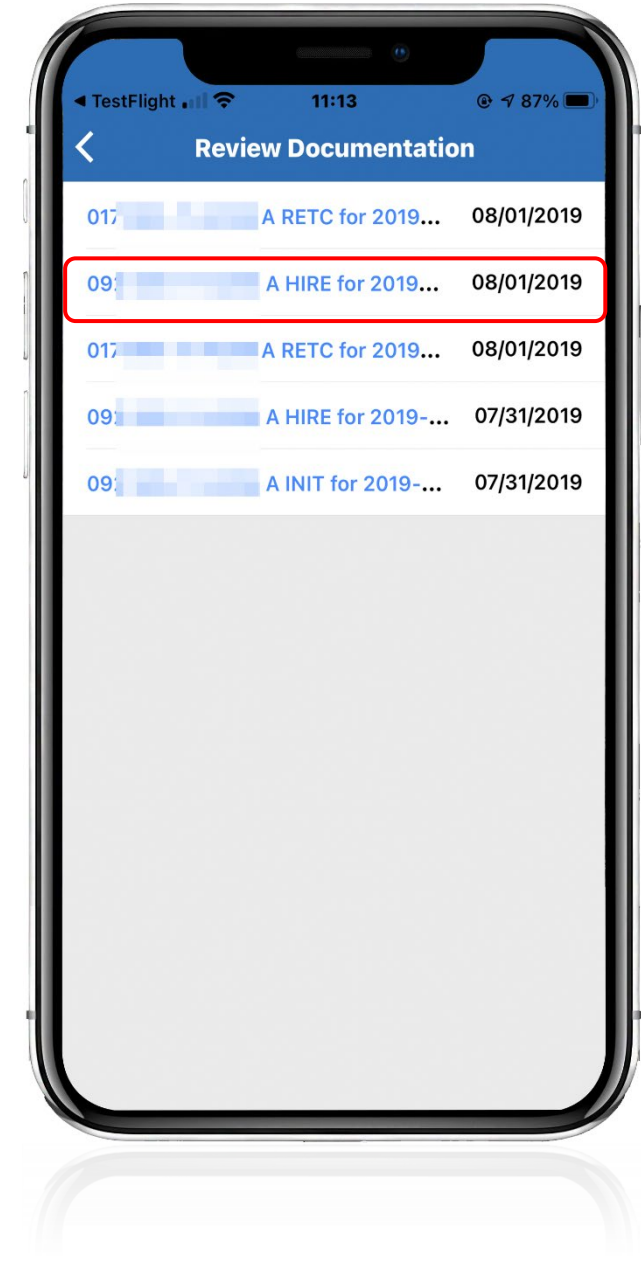 ◀ TestFlight 11:13 87%
Review Documentation
017 A RETC for 2019... 08/01/2019
09 A HIRE for 2019... 08/01/2019
017 A RETC for 2019... 08/01/2019
09 A HIRE for 2019-... 07/31/2019
09 A INIT for 2019-... 07/31/2019